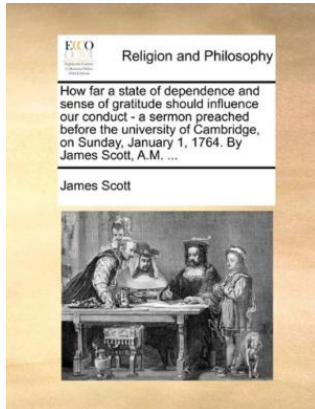 ECCO
Religion and Philosophy
How far a state of dependence and
sense of gratitude should influence
our conduct - a sermon preached
before the university of Cambridge,
on Sunday, January 1, 1764. By
James Scott, A.M. ...
James Scott